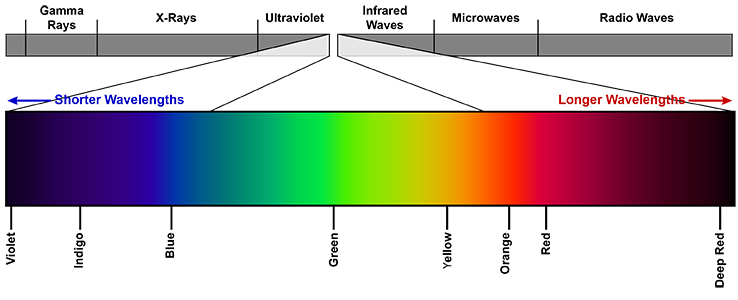 Gamma
Rays
X-Rays
Ultraviolet
Infrared
Waves
Microwaves
Radio Waves
Shorter Wavelengths
Longer Wavelengths
Violet
Indigo
Blue
Green
Yellow
Orange
Red
Deep Red